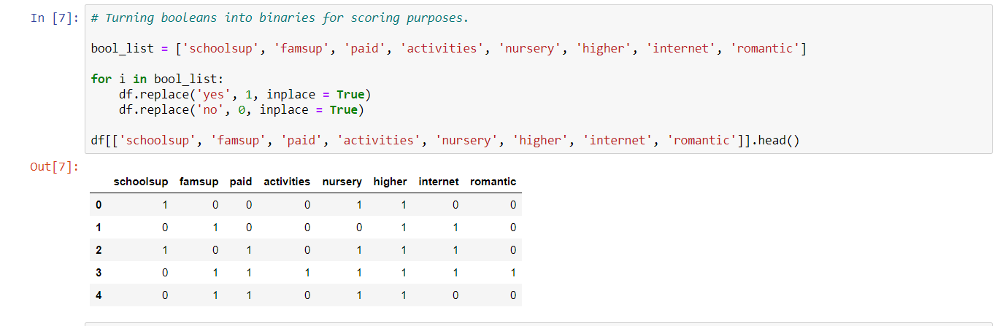 In [7]: # Turning booleans into binaries for scoring purposes.
bool_list = ['schoolsup', 'famsup', 'paid', 'activities', 'nursery', 'higher', 'internet', 'romantic']
for i in bool_list:
    df.replace('yes', 1, inplace = True)
    df.replace('no', 0, inplace = True)
df[['schoolsup', 'famsup', 'paid', 'activities', 'nursery', 'higher', 'internet', 'romantic']].head()
Out[7]:
schoolsup famsup paid activities nursery higher internet romantic
0 1 0 0 0 1 1 0 0
1 0 1 0 0 0 1 1 0
2 1 0 1 0 1 1 1 0
3 0 1 1 1 1 1 1 1
4 0 1 1 0 1 1 0 0